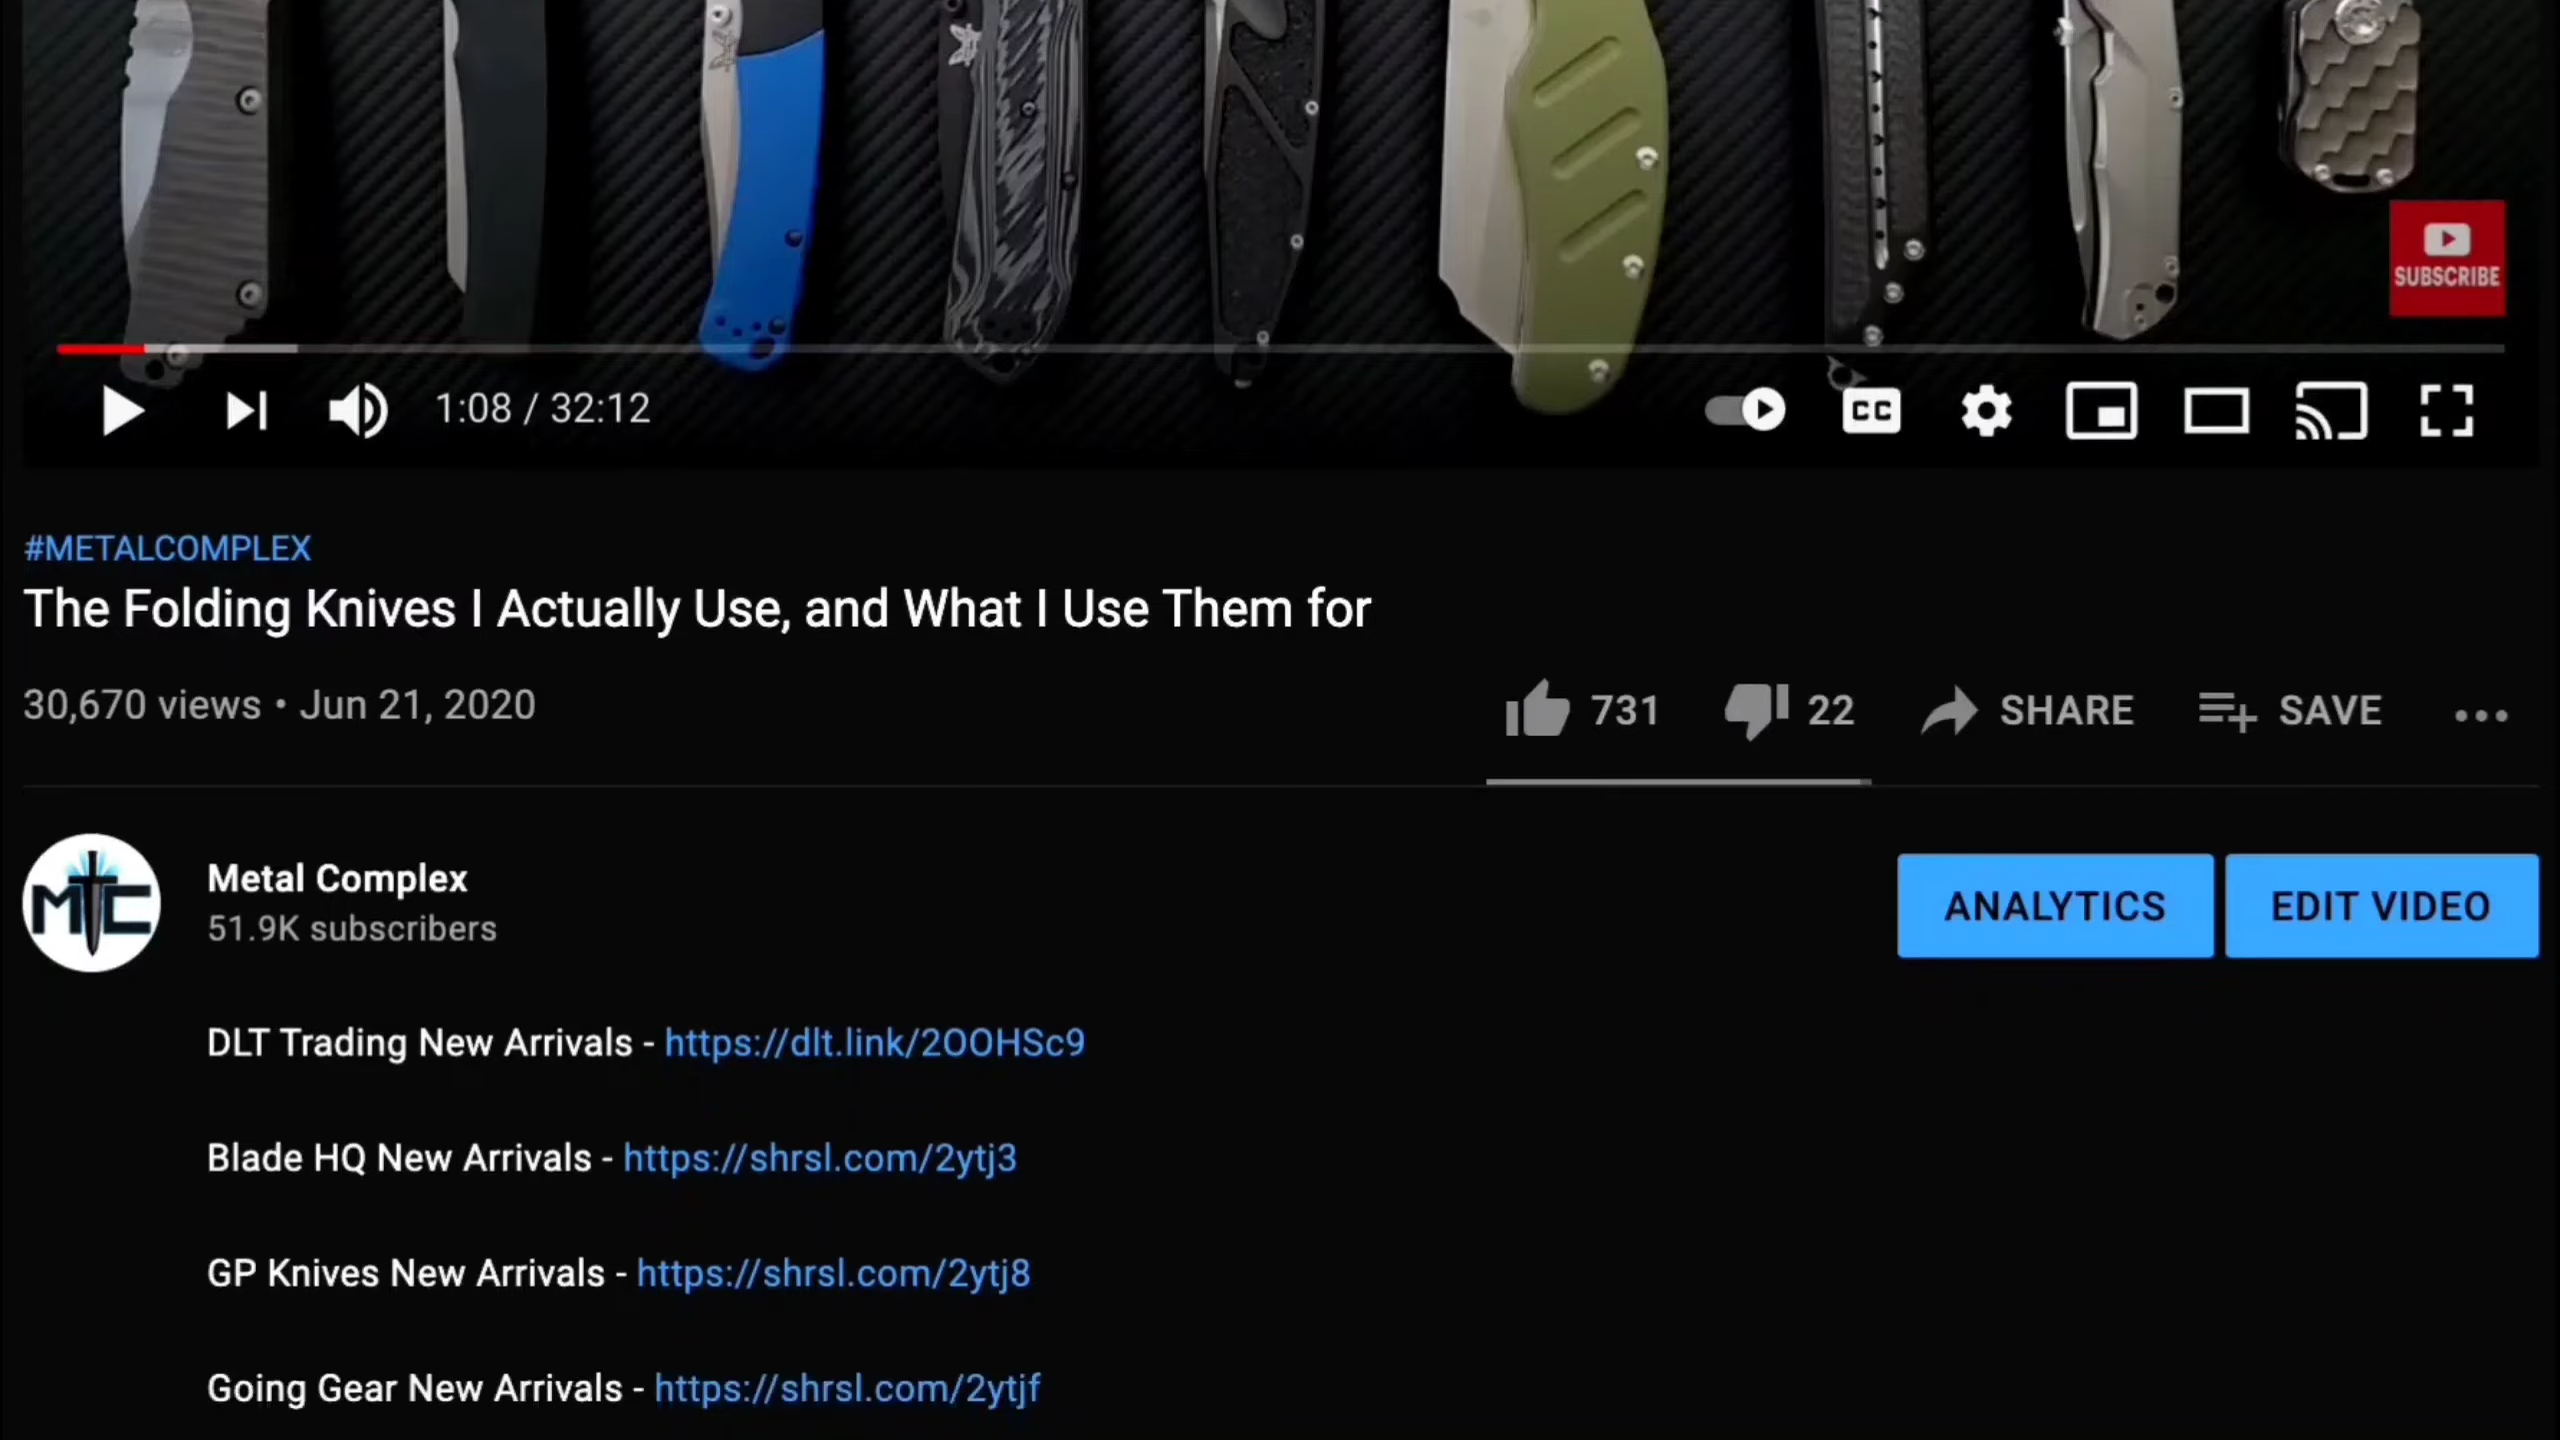 SUBSCRIBE
1:08 / 32:12
CC
#METALCOMPLEX
The Folding Knives I Actually Use, and What I Use Them for
30,670 views • Jun 21, 2020
731 22 SHARE SAVE
MTC
Metal Complex
51.9K subscribers
ANALYTICS EDIT VIDEO
DLT Trading New Arrivals - https://dlt.link/2OOHSc9
Blade HQ New Arrivals - https://shrsl.com/2ytj3
GP Knives New Arrivals - https://shrsl.com/2ytj8
Going Gear New Arrivals - https://shrsl.com/2ytjf